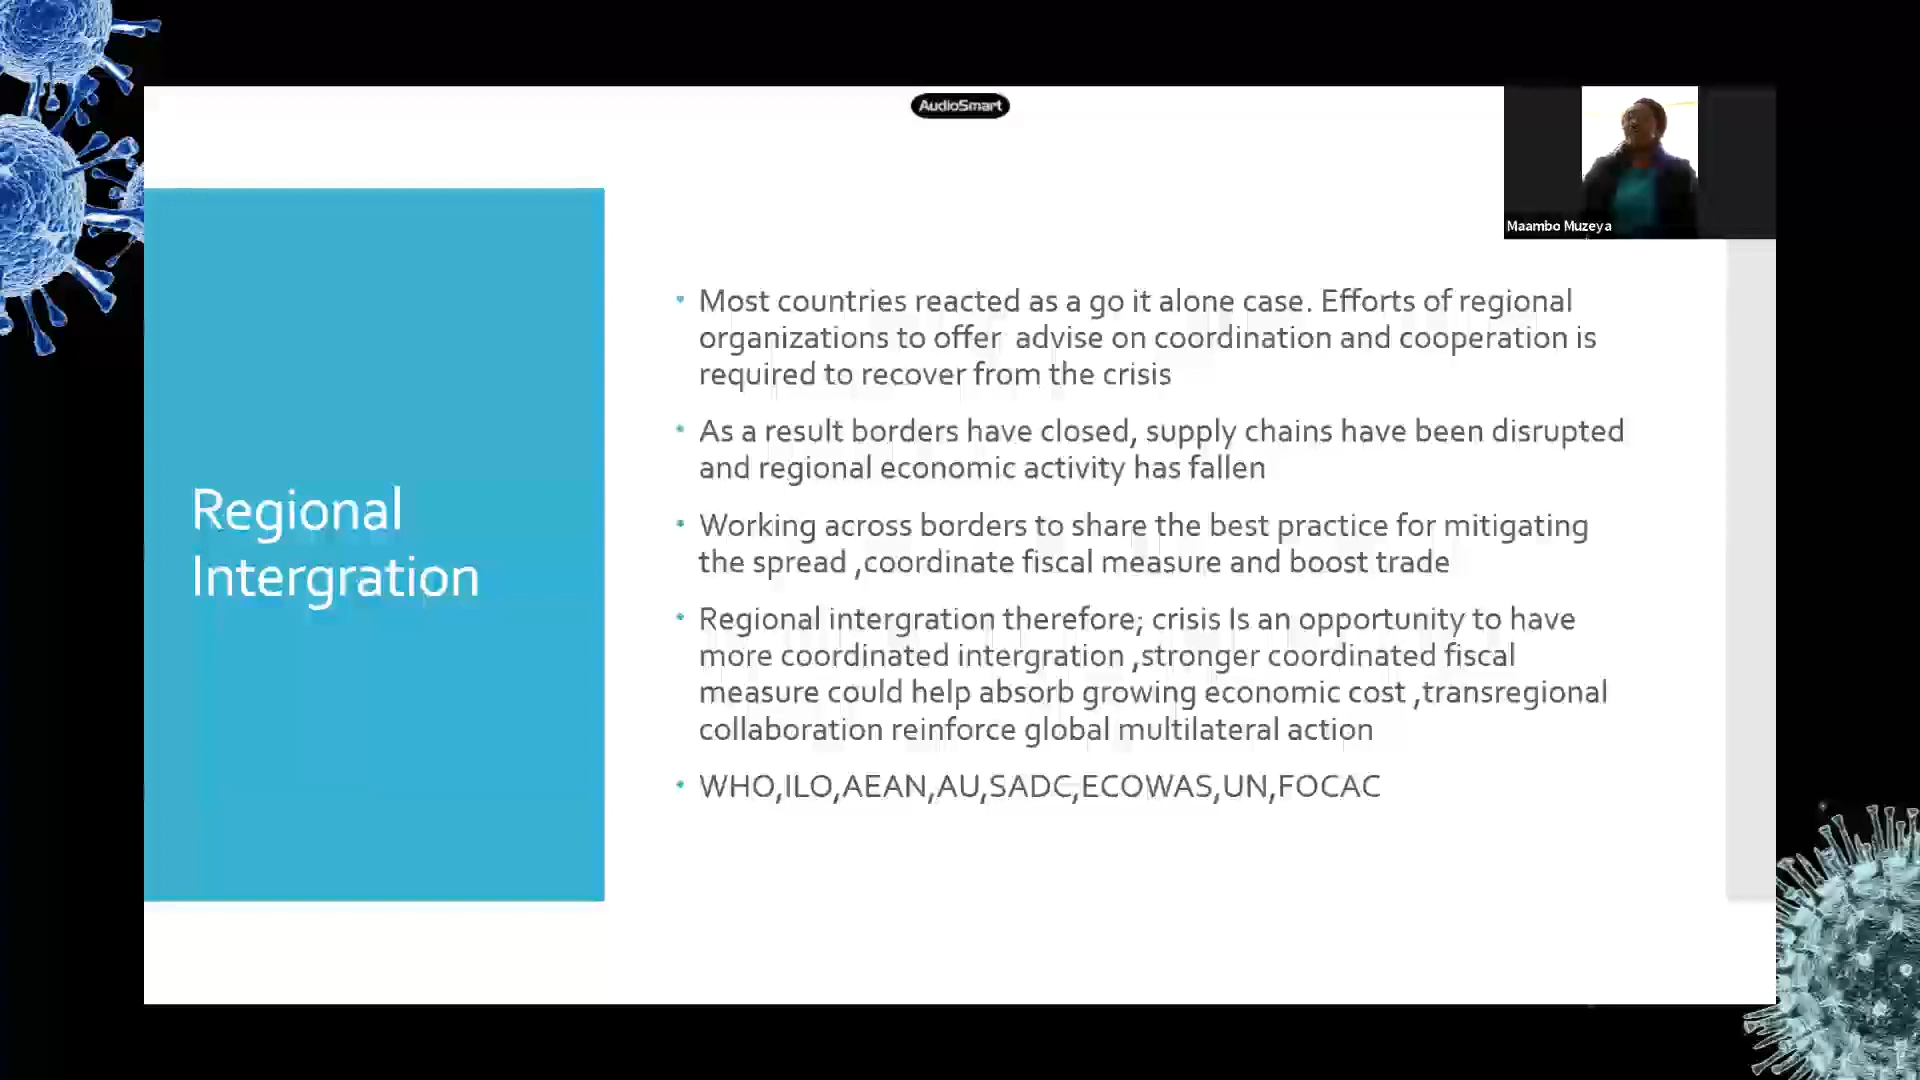 AudioSmart
Maambo Muzeya
Regional
Intergration
Most countries reacted as a go it alone case. Efforts of regional
organizations to offer advise on coordination and cooperation is
required to recover from the crisis
As a result borders have closed, supply chains have been disrupted
and regional economic activity has fallen
Working across borders to share the best practice for mitigating
the spread ,coordinate fiscal measure and boost trade
Regional intergration therefore; crisis Is an opportunity to have
more coordinated intergration ,stronger coordinated fiscal
measure could help absorb growing economic cost ,transregional
collaboration reinforce global multilateral action
WHO,ILO,AEAN,AU,SADC,ECOWAS,UN,FOCAC